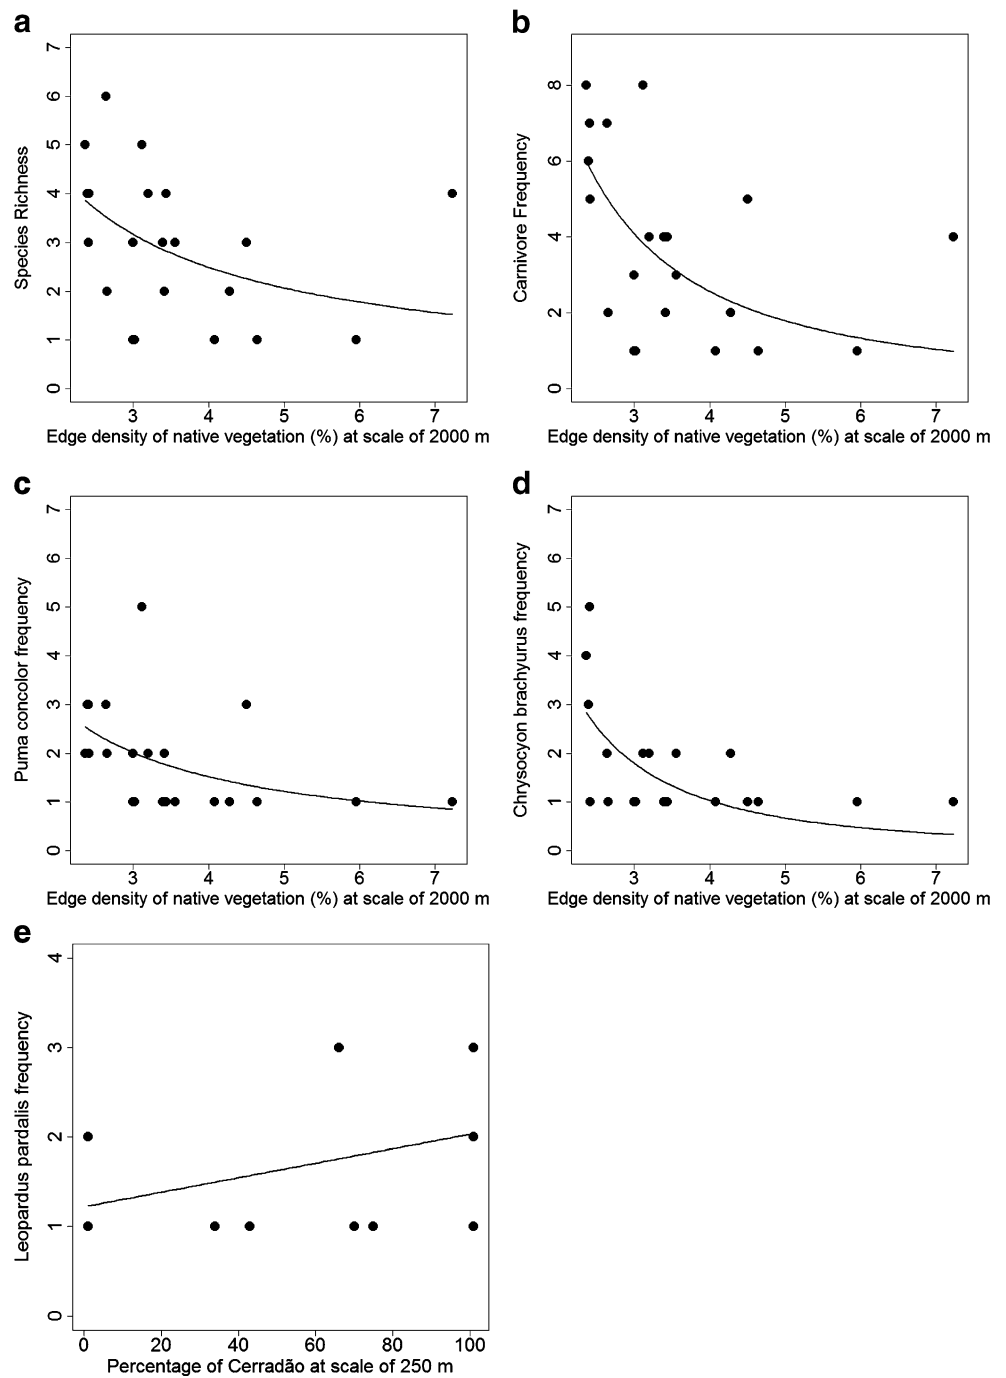 a
7
6
5
4
3
2
1
0
Species Richness
3 4 5 6 7
Edge density of native vegetation (%) at scale of 2000 m
b
8
6
4
2
0
Carnivore Frequency
3 4 5 6 7
Edge density of native vegetation (%) at scale of 2000 m
c
7
6
5
4
3
2
1
0
Puma concolor frequency
3 4 5 6 7
Edge density of native vegetation (%) at scale of 2000 m
d
7
6
5
4
3
2
1
0
Chrysocyon brachyurus frequency
3 4 5 6 7
Edge density of native vegetation (%) at scale of 2000 m
e
4
3
2
1
0
Leopardus pardalis frequency
0 20 40 60 80 100
Percentage of Cerradão at scale of 250 m